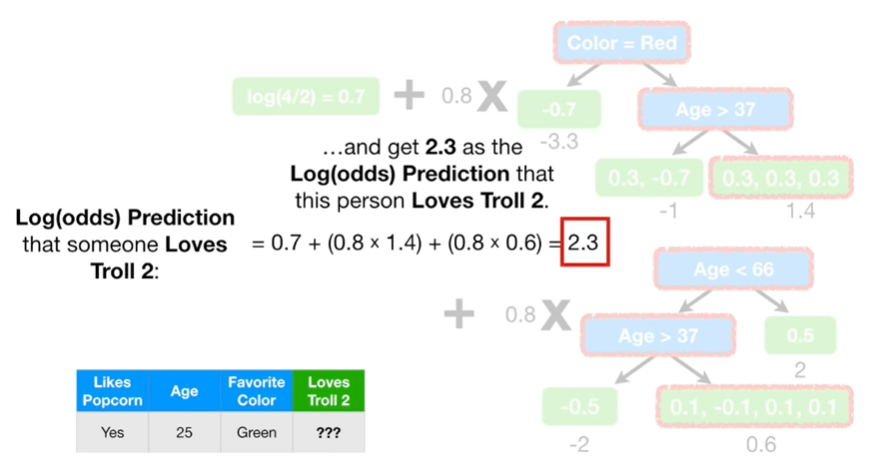 Color = Red
log(4/2) = 0.7 + 0.8 X -0.7 Age > 37
-3.3
…and get 2.3 as the
Log(odds) Prediction that
this person Loves Troll 2.
0.3, -0.7 0.3, 0.3, 0.3
-1 1.4
Log(odds) Prediction
that someone Loves
Troll 2:
= 0.7 + (0.8 × 1.4) + (0.8 × 0.6) = 2.3
Age < 66
+ 0.8 X Age > 37 0.5
2
-0.5 0.1, -0.1, 0.1, 0.1
-2 0.6
Likes Popcorn Age Favorite Color Loves Troll 2
Yes 25 Green ???